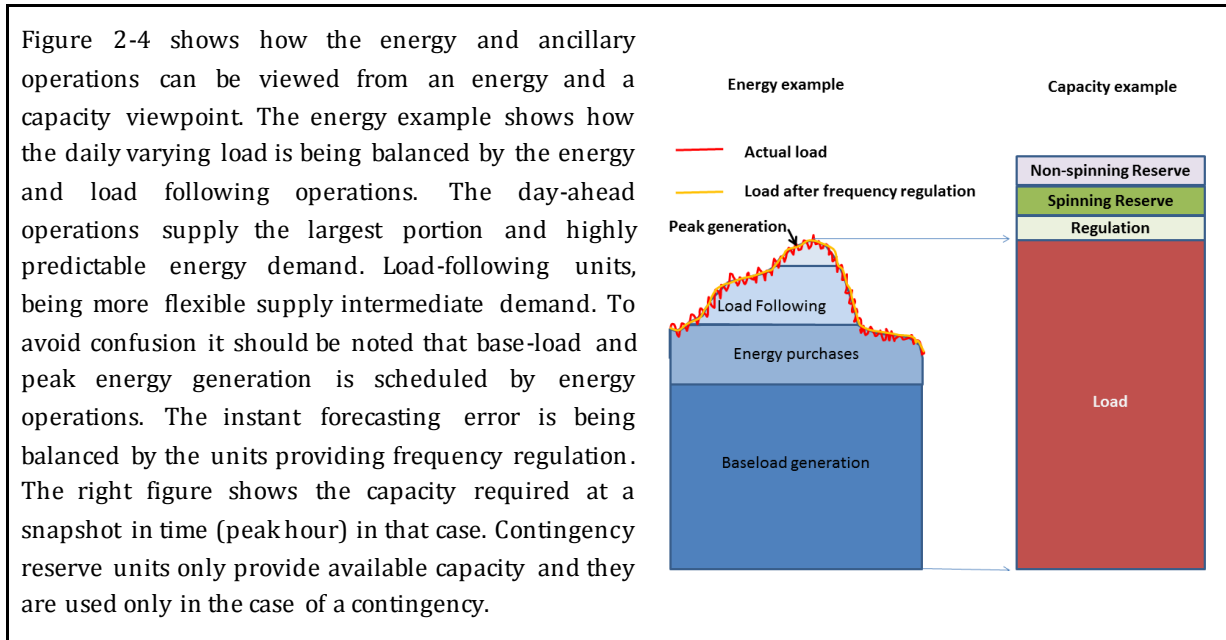 Figure 2-4 shows how the energy and ancillary
operations can be viewed from an energy and a
capacity viewpoint. The energy example shows how
the daily varying load is being balanced by the energy
and load following operations. The day-ahead
operations supply the largest portion and highly
predictable energy demand. Load-following units,
being more flexible supply intermediate demand. To
avoid confusion it should be noted that base-load and
peak energy generation is scheduled by energy
operations. The instant forecasting error is being
balanced by the units providing frequency regulation.
The right figure shows the capacity required at a
snapshot in time (peak hour) in that case. Contingency
reserve units only provide available capacity and they
are used only in the case of a contingency.
Energy example
Actual load
Load after frequency regulation
Peak generation
Load Following
Energy purchases
Baseload generation
Capacity example
Non-spinning Reserve
Spinning Reserve
Regulation
Load